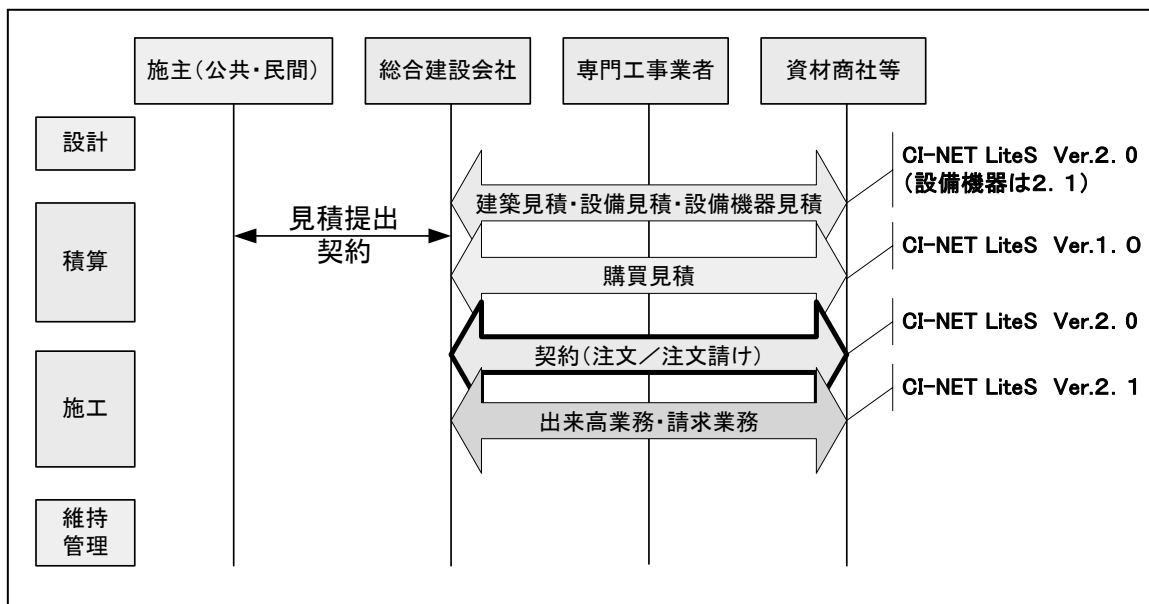 施主(公共・民間)
総合建設会社
専門工事業者
資材商社等
設計
積算
施工
維持
管理
見積提出
契約
建築見積・設備見積・設備機器見積
購買見積
契約(注文/注文請け)
出来高業務・請求業務
CI-NET LiteS Ver.2.0
(設備機器は2.1)
CI-NET LiteS Ver.1.0
CI-NET LiteS Ver.2.0
CI-NET LiteS Ver.2.1